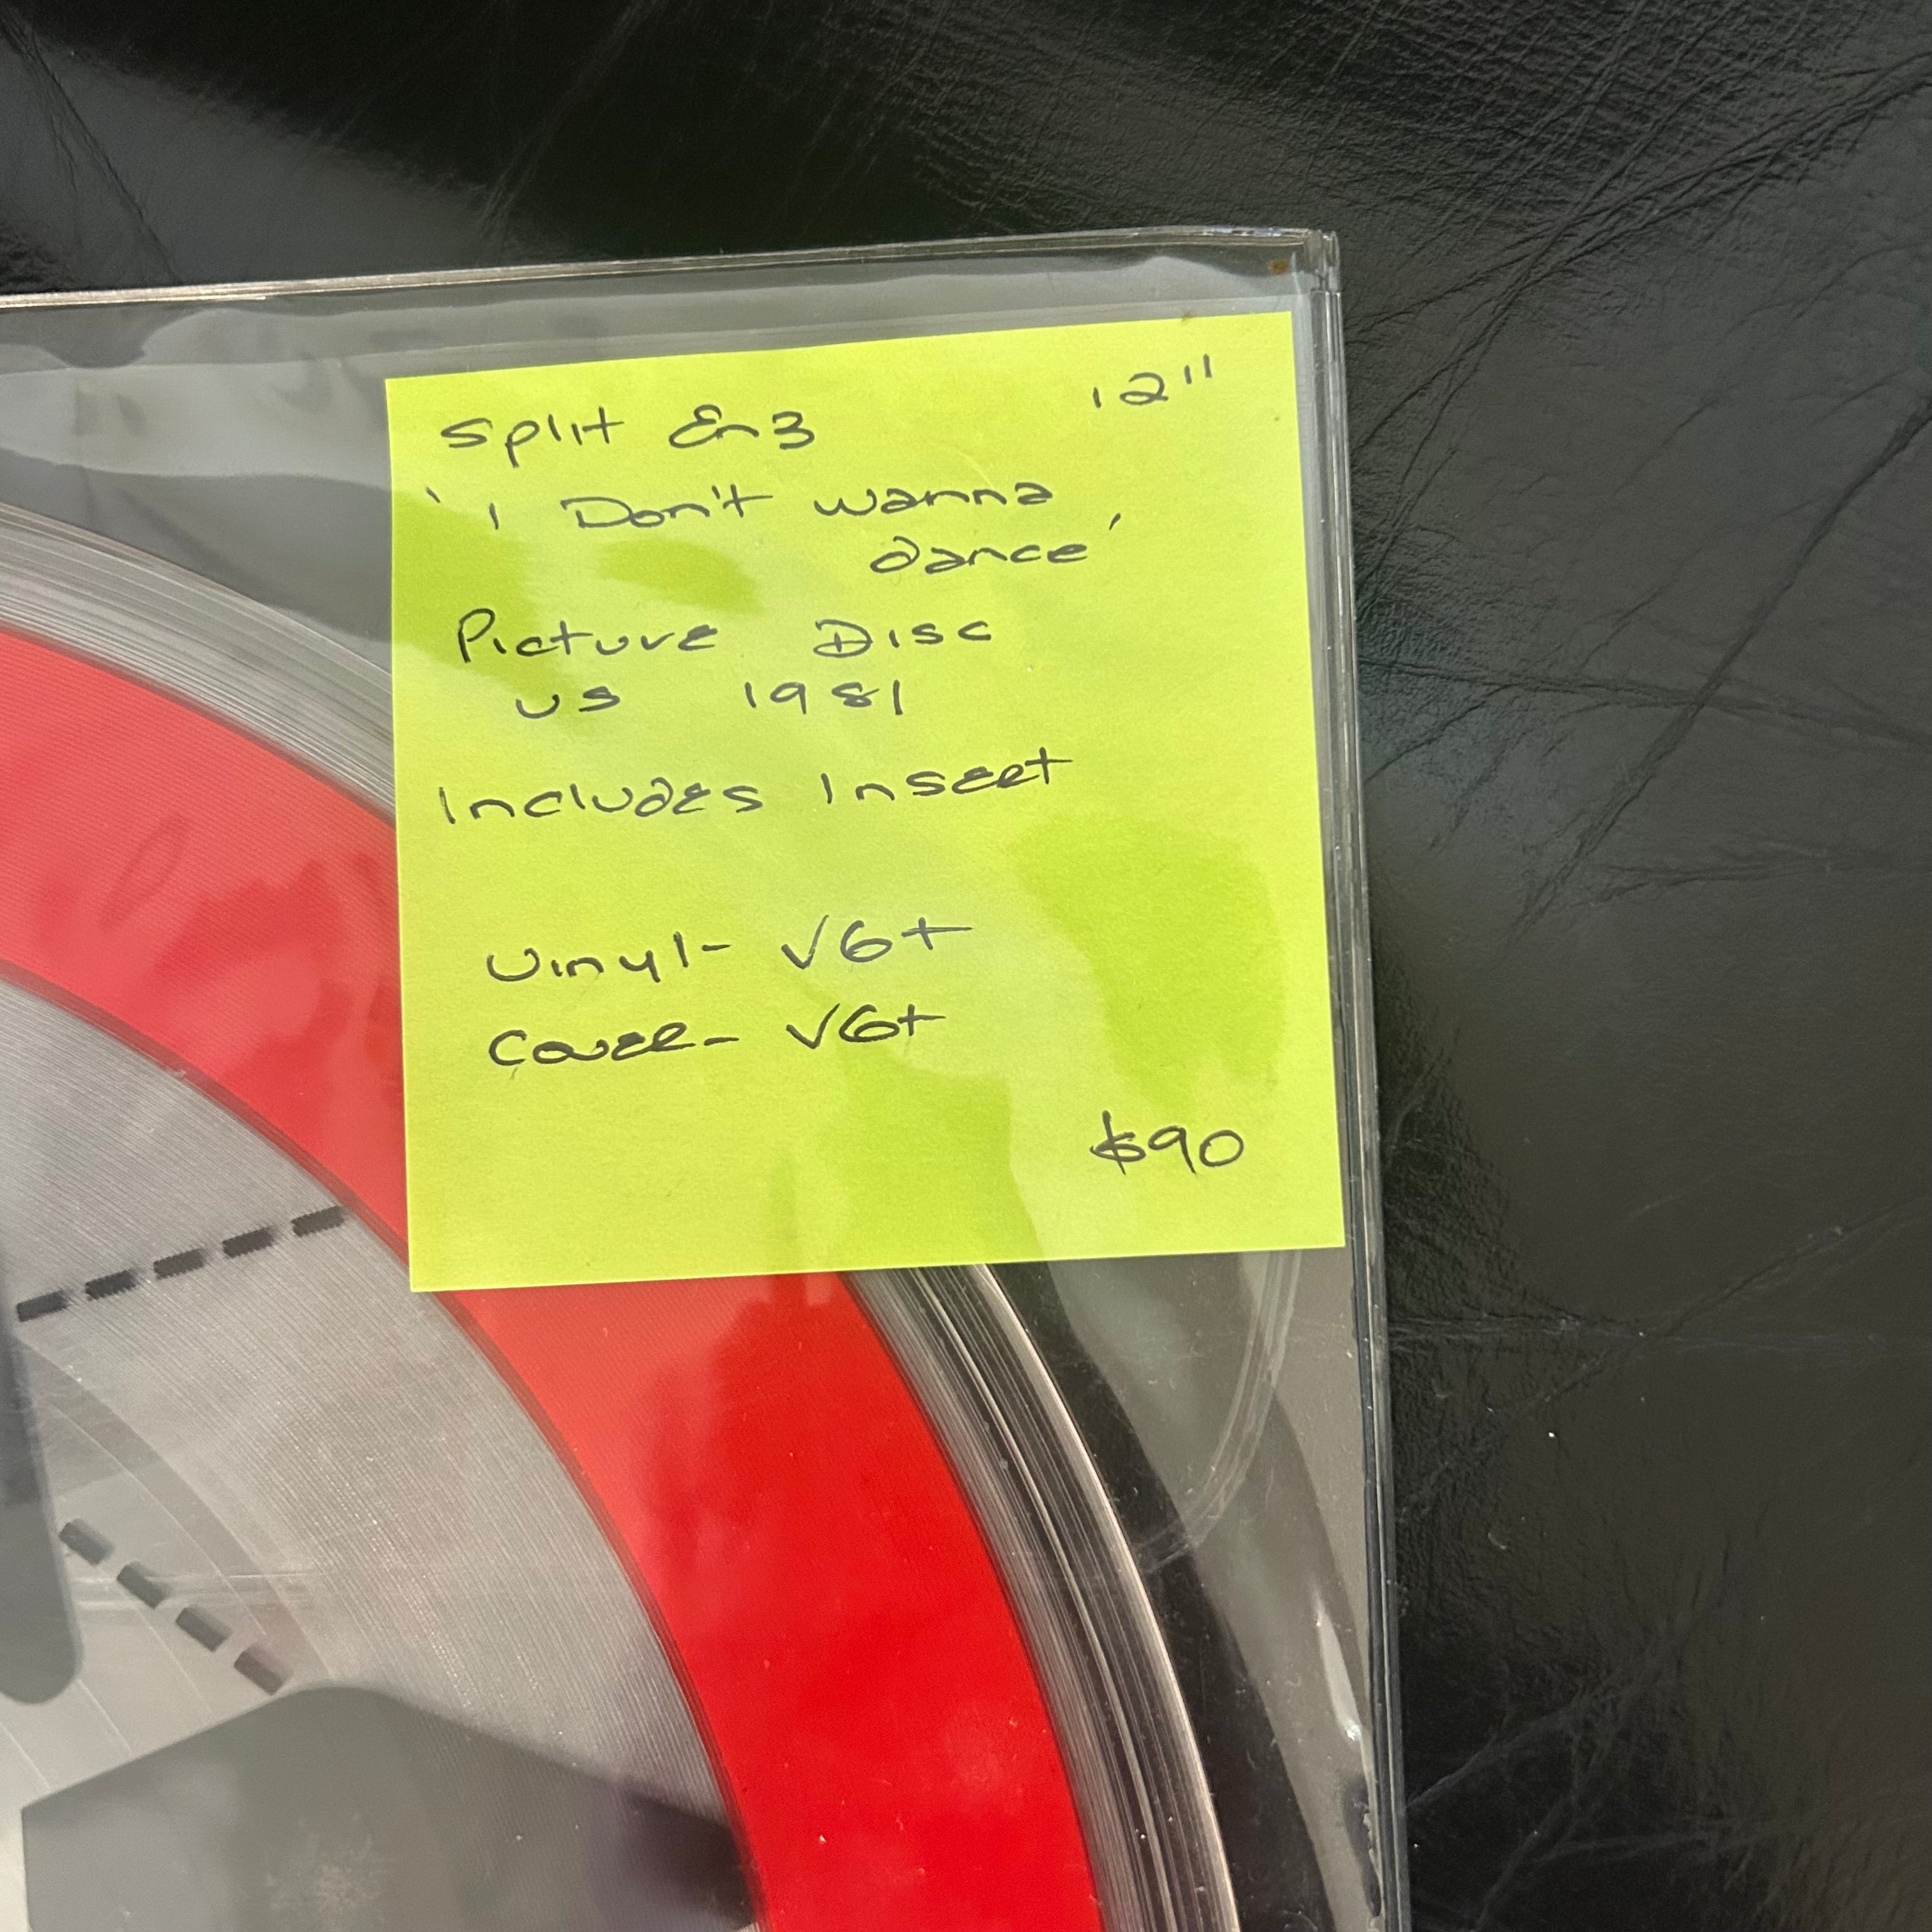 Split Enz 12"
'I Don't wanna
dance'
Picture Disc
US 1981
Includes Insert
Vinyl- VG+
Cover- VG+
$90